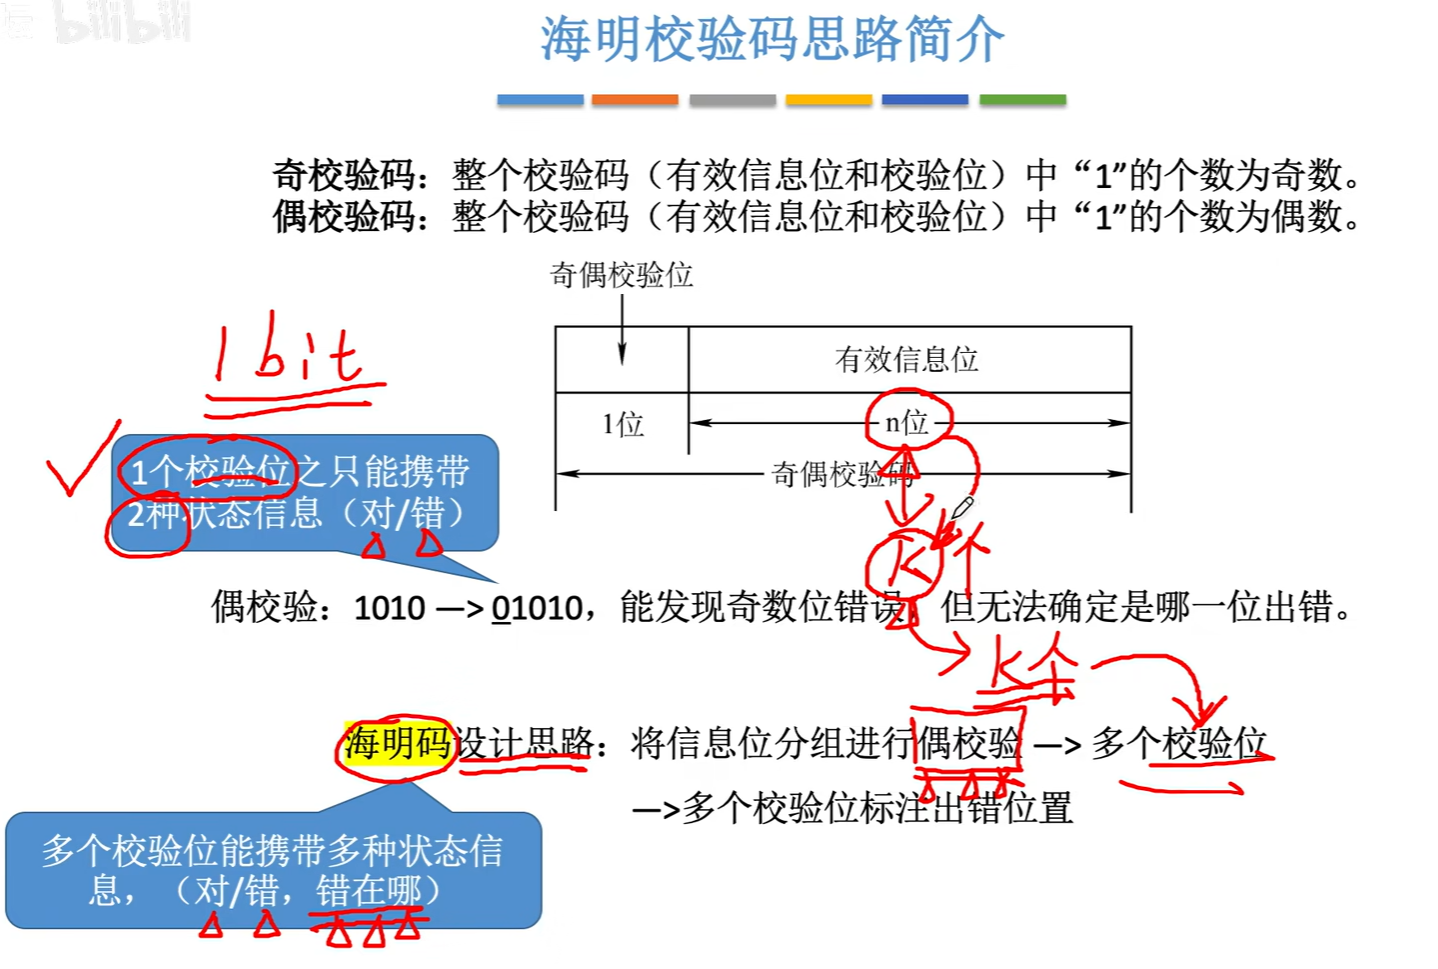 bilibili
海明校验码思路简介
奇校验码：整个校验码（有效信息位和校验位）中“1”的个数为奇数。
偶校验码：整个校验码（有效信息位和校验位）中“1”的个数为偶数。
奇偶校验位
有效信息位
1位
n位
奇偶校验码
1bit
1个校验位之只能携带
2种状态信息（对/错）
K个
偶校验：1010 —> 01010，能发现奇数位错误，但无法确定是哪一位出错。
K个
海明码设计思路：将信息位分组进行偶校验 —> 多个校验位
—>多个校验位标注出错位置
多个校验位能携带多种状态信
息，（对/错，错在哪）